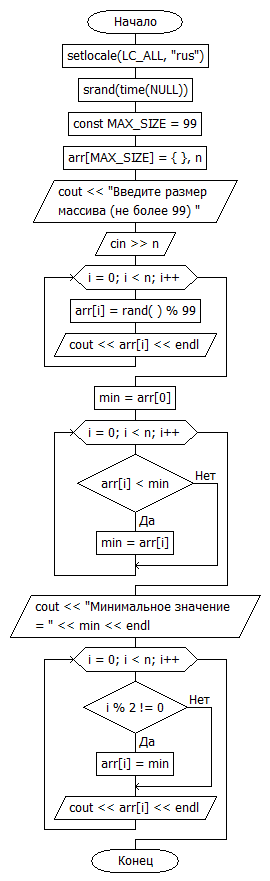 Начало
setlocale(LC_ALL, "rus")
srand(time(NULL))
const MAX_SIZE = 99
arr[MAX_SIZE] = { }, n
cout << "Введите размер
массива (не более 99) "
cin >> n
i = 0; i < n; i++
arr[i] = rand( ) % 99
cout << arr[i] << endl
min = arr[0]
i = 0; i < n; i++
Нет
arr[i] < min
Да
min = arr[i]
cout << "Минимальное значение
= " << min << endl
i = 0; i < n; i++
Нет
i % 2 != 0
Да
arr[i] = min
cout << arr[i] << endl
Конец